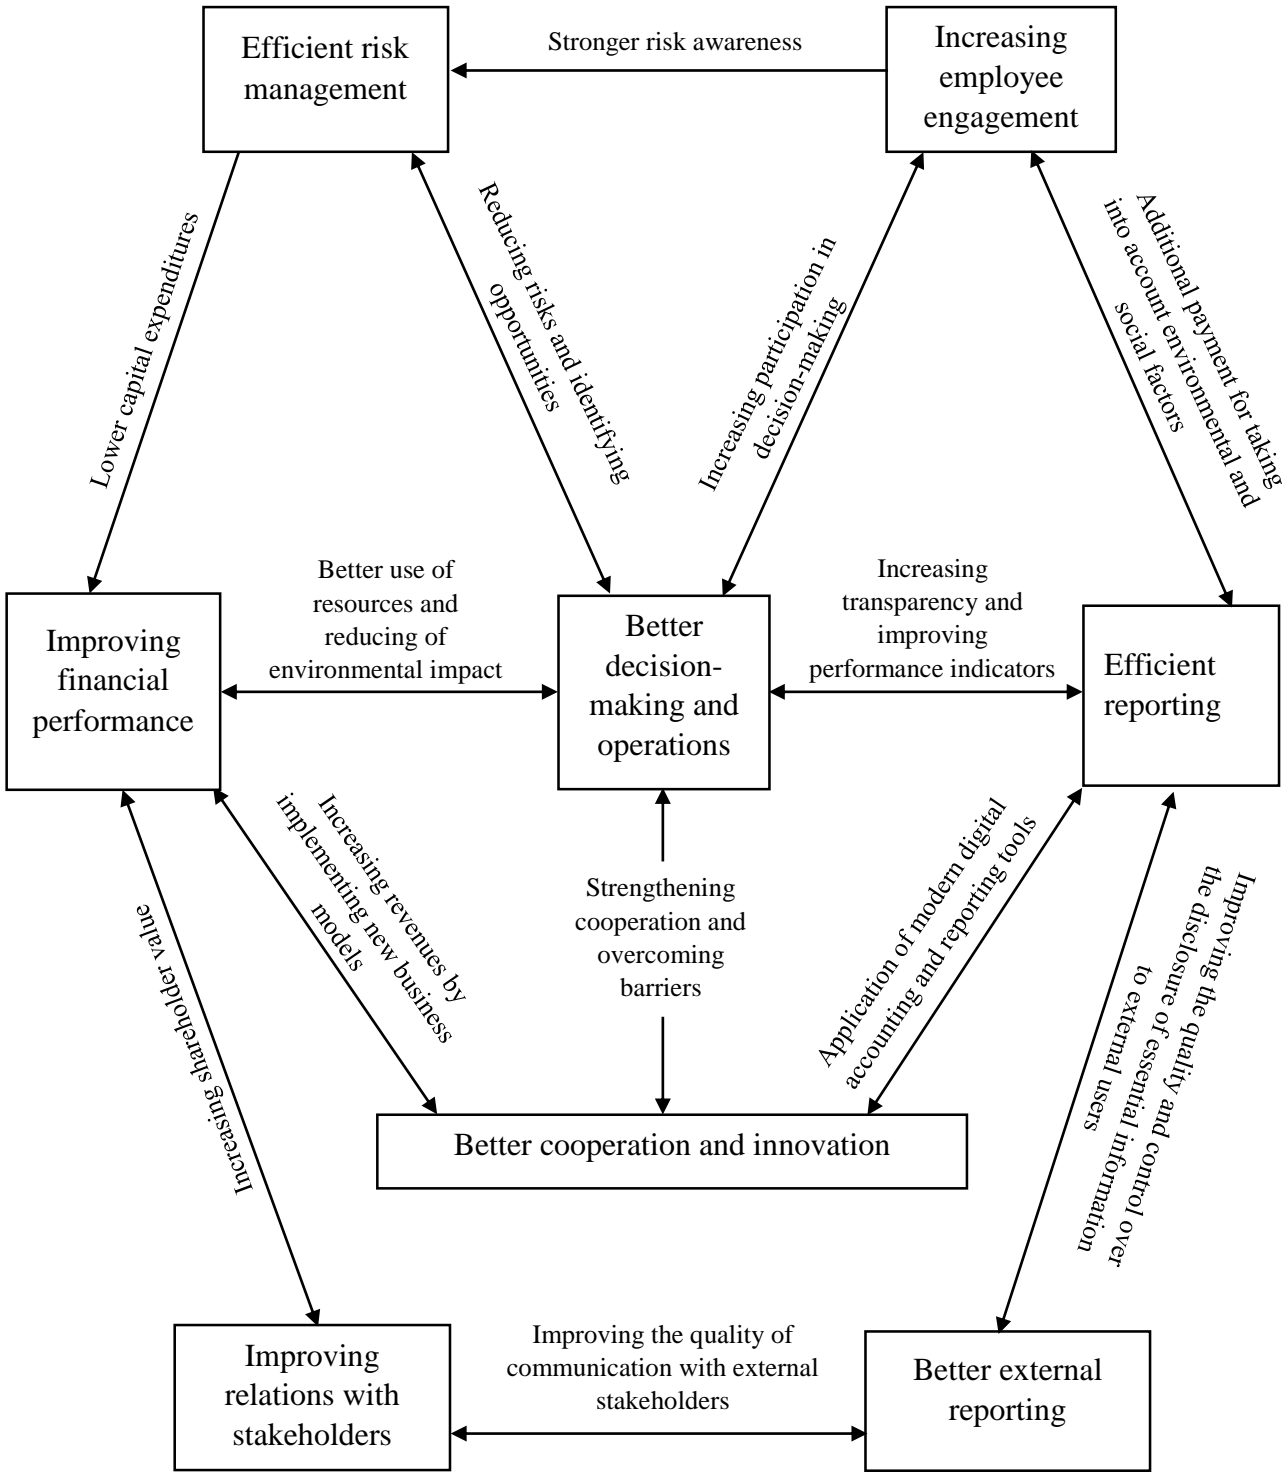 Efficient risk
management
Stronger risk awareness
Increasing
employee
engagement
Lower capital expenditures
Reducing risks and identifying
opportunities
Increasing participation in
decision-making
Additional payment for taking
into account environmental and
social factors
Improving
financial
performance
Better use of
resources and
reducing of
environmental impact
Better
decision-
making and
operations
Increasing
transparency and
improving
performance indicators
Efficient
reporting
Increasing shareholder value
Increasing revenues by
implementing new business
models
Strengthening
cooperation and
overcoming
barriers
Application of modern digital
accounting and reporting tools
Improving the quality and control over
the disclosure of essential information
to external users
Better cooperation and innovation
Improving
relations with
stakeholders
Improving the quality of
communication with external
stakeholders
Better external
reporting